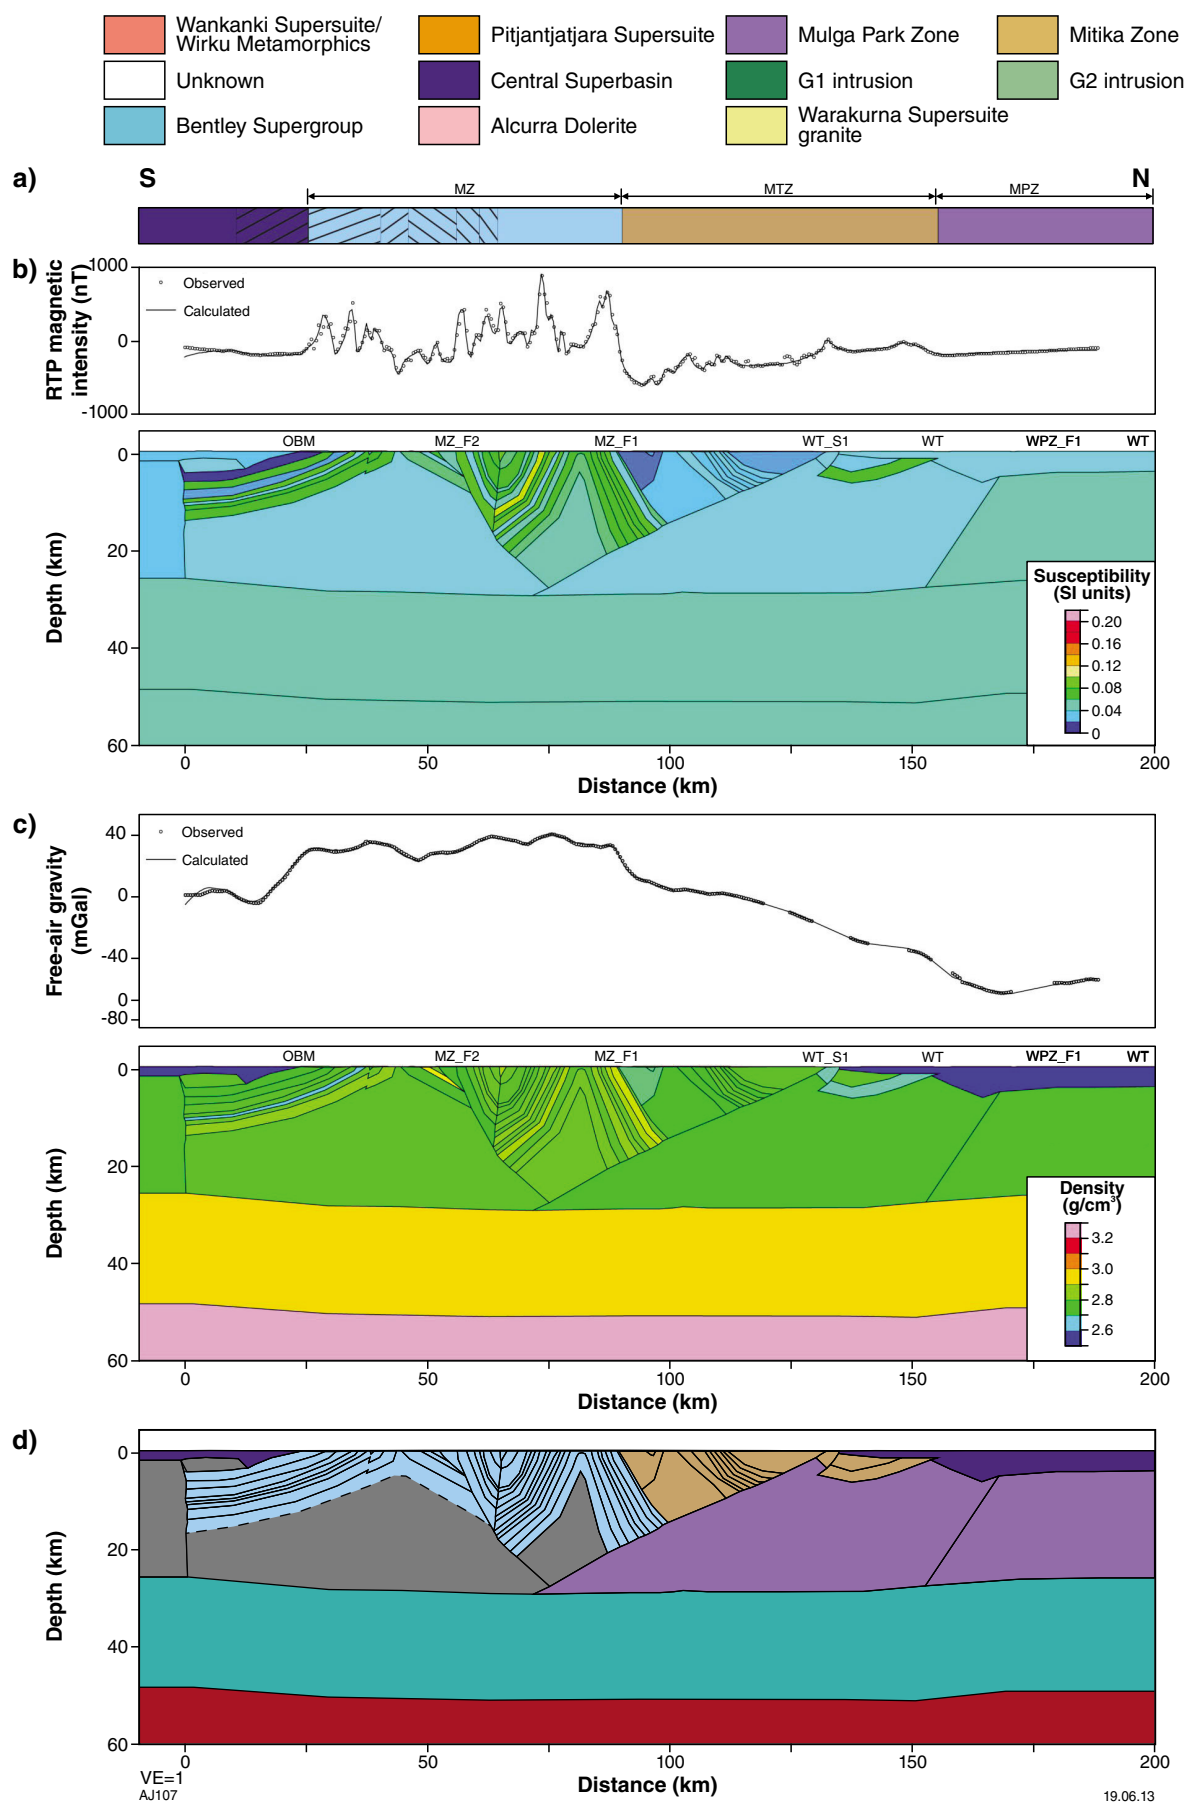 Wankanki Supersuite/
Wirku Metamorphics
Pitjantjatjara Supersuite
Mulga Park Zone
Mitika Zone
Unknown
Central Superbasin
G1 intrusion
G2 intrusion
Bentley Supergroup
Alcurra Dolerite
Warakurna Supersuite
granite
a)
S
N
MZ
MTZ
MPZ
b)
RTP magnetic
intensity (nT)
1000
0
-1000
Observed
Calculated
OBM
MZ_F2
MZ_F1
WT_S1
WT
WPZ_F1
WT
Depth (km)
0
20
40
60
Susceptibility
(SI units)
0.20
0.16
0.12
0.08
0.04
0
0
50
100
150
200
Distance (km)
c)
Free-air gravity
(mGal)
40
0
-40
0
-80
Observed
Calculated
OBM
MZ_F2
MZ_F1
WT_S1
WT
WPZ_F1
WT
Depth (km)
0
20
40
60
Density
(g/cm³)
3.2
3.0
2.8
2.6
0
50
100
150
200
Distance (km)
d)
Depth (km)
0
20
40
60
0
50
100
150
200
Distance (km)
VE=1
AJ107
19.06.13